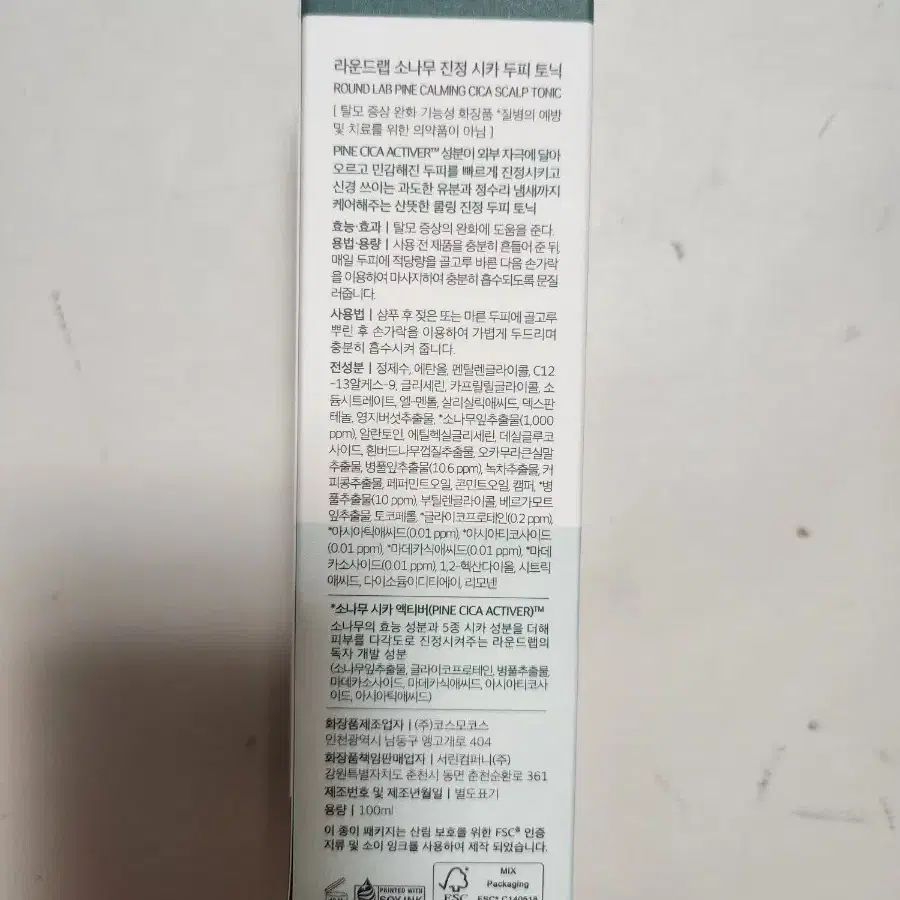 라운드랩 소나무 진정 시카 두피 토닉
ROUND LAB PINE CALMING CICA SCALP TONIC
[ 탈모 증상 완화 기능성 화장품 *질병의 예방
및 치료를 위한 의약품이 아님 ]
PINE CICA ACTIVER™ 성분이 외부 자극에 달아
오르고 민감해진 두피를 빠르게 진정시키고
신경 쓰이는 과도한 유분과 정수리 냄새까지
케어해주는 산뜻한 쿨링 진정 두피 토닉
효능·효과 | 탈모 증상의 완화에 도움을 준다.
용법·용량 | 사용 전 제품을 충분히 흔들어 준 뒤,
매일 두피에 적당량을 골고루 바른 다음 손가락
을 이용하여 마사지하여 충분히 흡수되도록 문질
러줍니다.
사용법 | 샴푸 후 젖은 또는 마른 두피에 골고루
뿌린 후 손가락을 이용하여 가볍게 두드리며
충분히 흡수시켜 줍니다.
전성분 | 정제수, 에탄올, 펜틸렌글라이콜, C12
-13알케스-9, 글리세린, 카프릴릴글라이콜, 소
듐시트레이트, 엘-멘톨, 살리실릭애씨드, 덱스판
테놀, 영지버섯추출물, *소나무잎추출물(1,000
ppm), 알란토인, 에틸헥실글리세린, 데실글루코
사이드, 흰버드나무껍질추출물, 오카무라큰실말
추출물, 병풀잎추출물(10.6 ppm), 녹차추출물, 커
피콩추출물, 페퍼민트오일, 콘민트오일, 캠퍼, *병
풀추출물(10 ppm), 부틸렌글라이콜, 베르가모트
잎추출물, 토코페롤, *글라이코프로테인(0.2 ppm),
*아시아틱애씨드(0.01 ppm), *아시아티코사이드
(0.01 ppm), *마데카식애씨드(0.01 ppm), *마데
카소사이드(0.01 ppm), 1,2-헥산다이올, 시트릭
애씨드, 다이소듐이디티에이, 리모넨
*소나무 시카 액티버(PINE CICA ACTIVER)™
소나무의 효능 성분과 5종 시카 성분을 더해
피부를 다각도로 진정시켜주는 라운드랩의
독자 개발 성분
(소나무잎추출물, 글라이코프로테인, 병풀추출물,
마데카소사이드, 마데카식애씨드, 아시아티코사
이드, 아시아틱애씨드)
화장품제조업자 | (주)코스모코스
인천광역시 남동구 앵고개로 404
화장품책임판매업자 | 서린컴퍼니(주)
강원특별자치도 춘천시 동면 춘천순환로 361
제조번호 및 제조년월일 | 별도표기
용량 | 100ml
이 종이 패키지는 산림 보호를 위한 FSC® 인증
지류 및 소이 잉크를 사용하여 제작 되었습니다.
PRINTED WITH
SOY INK
FSC
MIX
Packaging
FSC® C140618